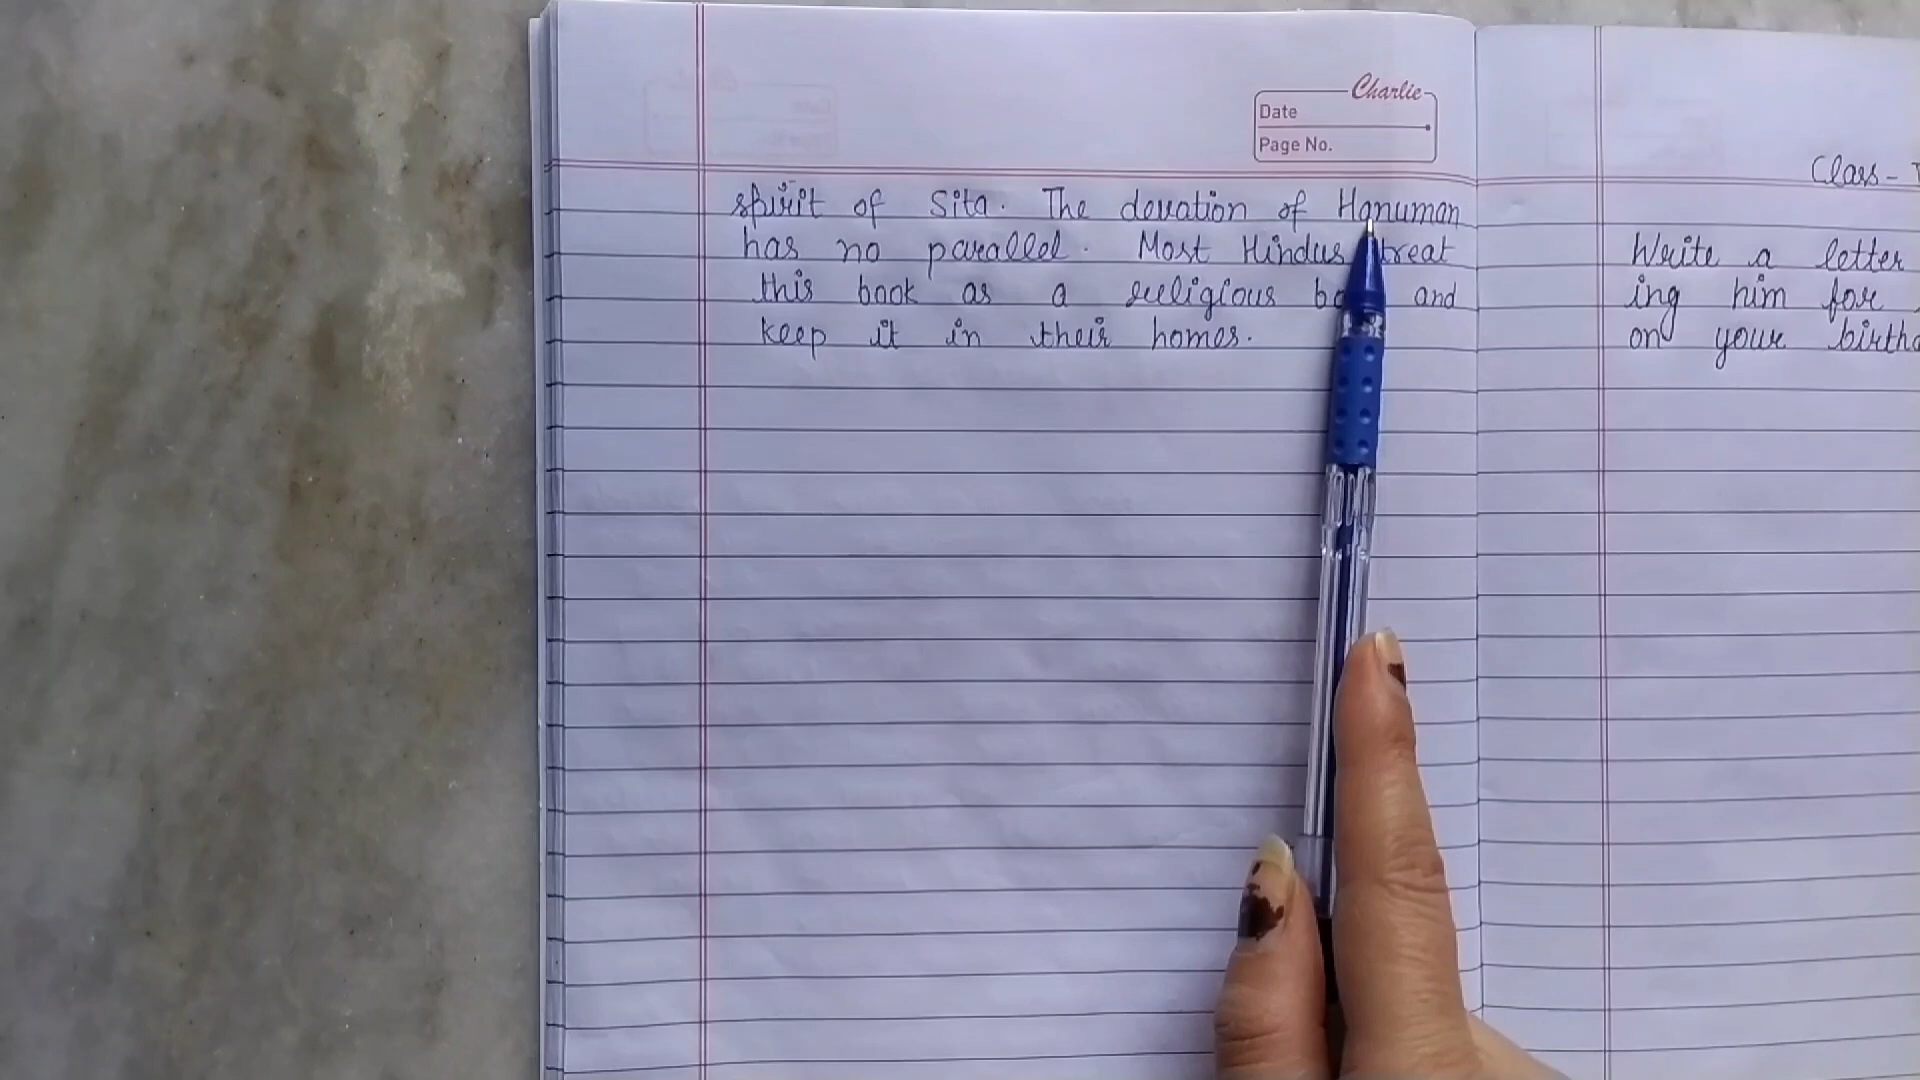 Charlie
Date
Page No.
spirit of Sita. The devation of Hanuman
has no parallel. Most Hindus treat
this book as a religious and
keep it in their homes.
Class -
Write a letter
ing him for
on your